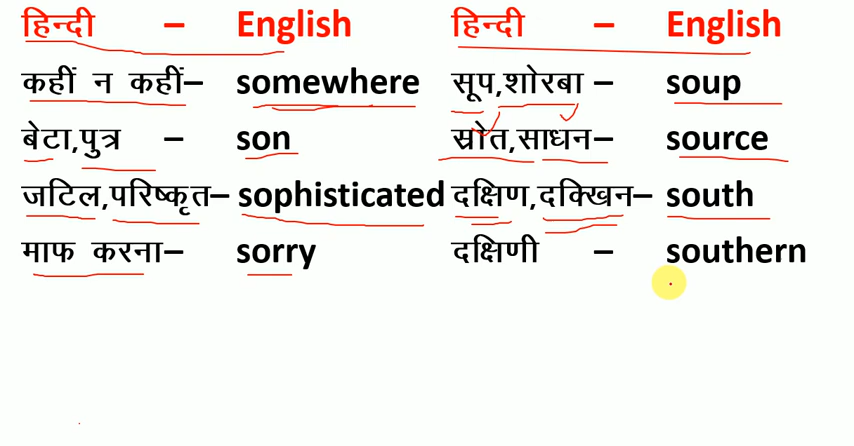 हिन्दी – English हिन्दी – English
कहीं न कहीं– somewhere सूप,शोरबा – soup
बेटा,पुत्र – son स्रोत,साधन– source
जटिल,परिष्कृत– sophisticated दक्षिण,दक्खिन– south
माफ करना– sorry दक्षिणी – southern